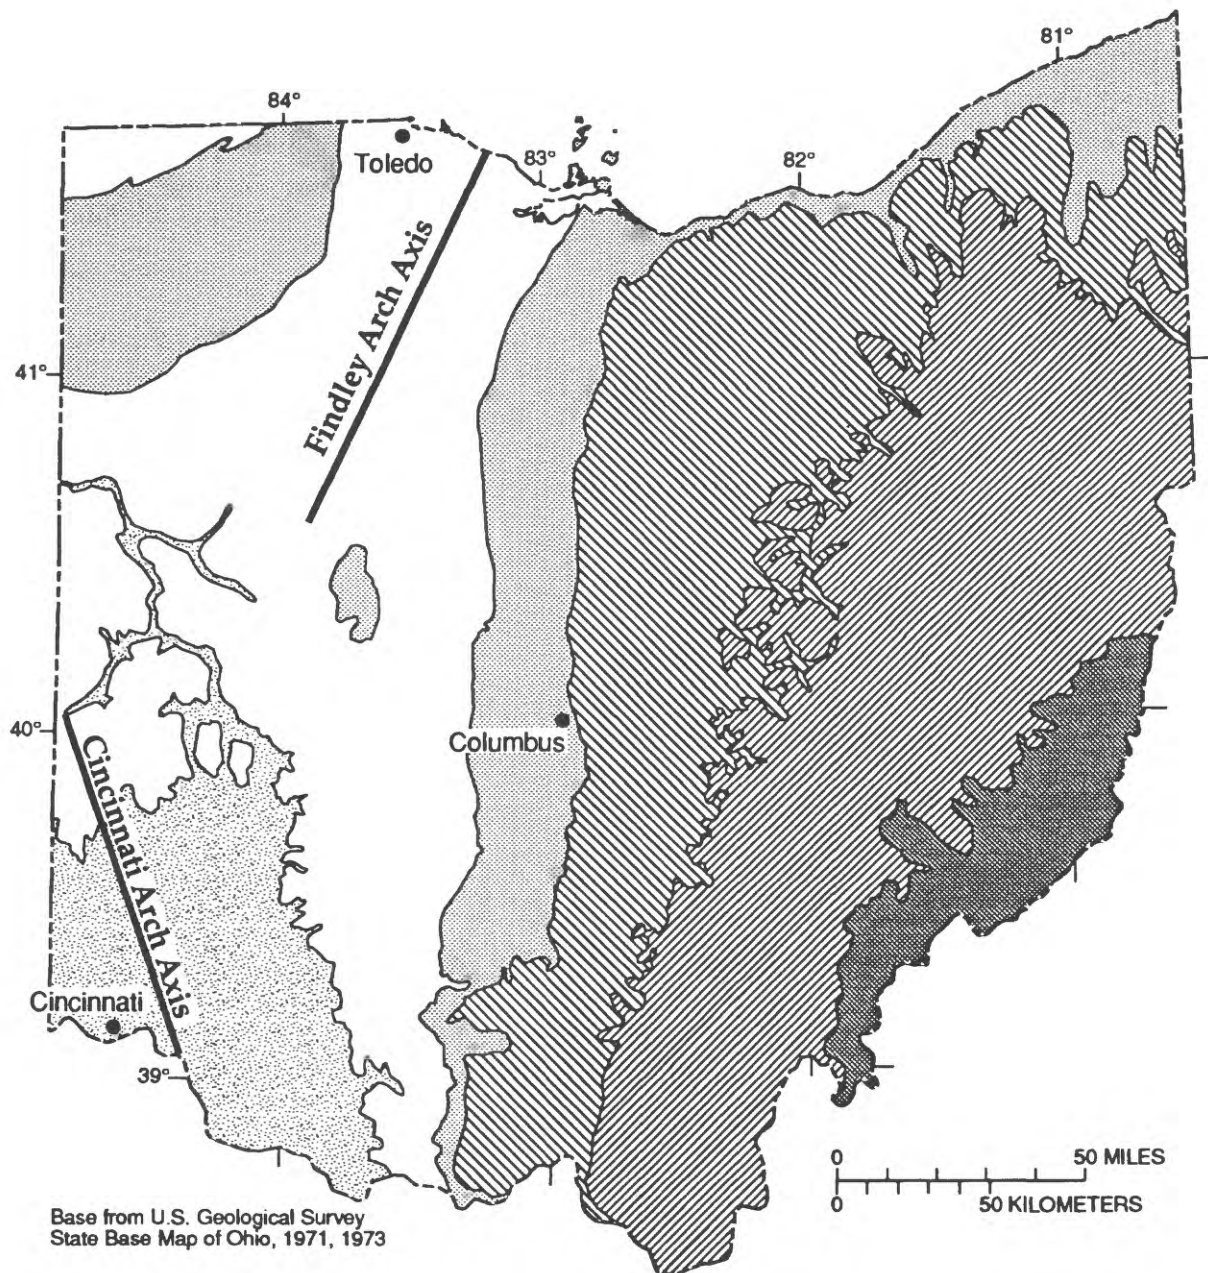 81°
84°
Toledo
83°
82°
Findley Arch Axis
41°
40°
Columbus
Cincinnati Arch Axis
Cincinnati
39°
0 50 MILES
0 50 KILOMETERS
Base from U.S. Geological Survey
State Base Map of Ohio, 1971, 1973